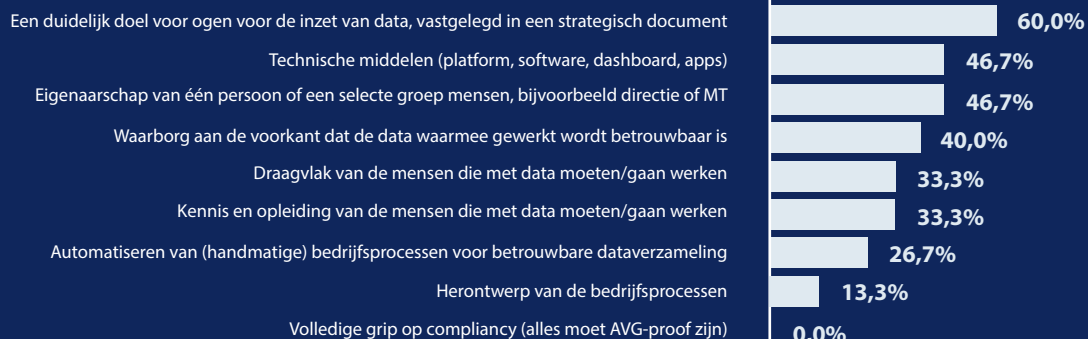 Een duidelijk doel voor ogen voor de inzet van data, vastgelegd in een strategisch document 60,0%
Technische middelen (platform, software, dashboard, apps) 46,7%
Eigenaarschap van één persoon of een selecte groep mensen, bijvoorbeeld directie of MT 46,7%
Waarborg aan de voorkant dat de data waarmee gewerkt wordt betrouwbaar is 40,0%
Draagvlak van de mensen die met data moeten/gaan werken 33,3%
Kennis en opleiding van de mensen die met data moeten/gaan werken 33,3%
Automatiseren van (handmatige) bedrijfsprocessen voor betrouwbare dataverzameling 26,7%
Herontwerp van de bedrijfsprocessen 13,3%
Volledige grip op compliancy (alles moet AVG-proof zijn) 0,0%